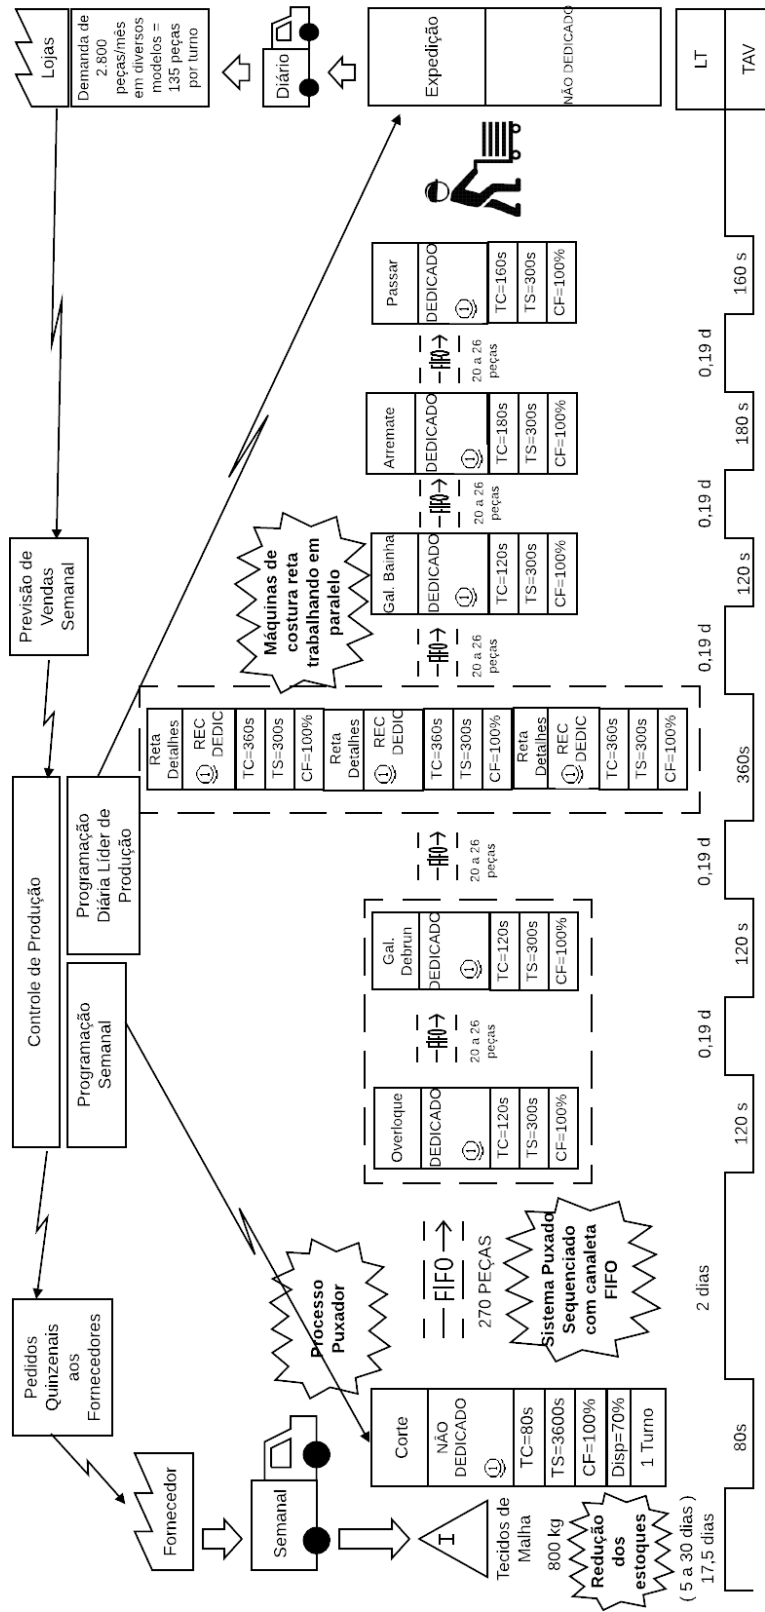 Fornecedor
Pedidos
Quinzenais
aos
Fornecedores
Controle de Produção
Programação
Semanal
Programação
Diária Líder de
Produção
Previsão de
Vendas
Semanal
Lojas
Demanda de
2.800
peças/mês
em diversos
modelos =
135 peças
por turno
Semanal
Diário
Processo
Puxador
Máquinas de
costura reta
trabalhando em
paralelo
I
Tecidos de
Malha
800 kg
Redução
dos
estoques
Corte
NÃO
DEDICADO
1
TC=80s
TS=3600s
CF=100%
Disp=70%
1 Turno
FIFO
270 PEÇAS
Sistema Puxado
Sequenciado
com canaleta
FIFO
Overloque
DEDICADO
1
TC=120s
TS=300s
CF=100%
FIFO
20 a 26
peças
Gal.
Debrun
DEDICADO
1
TC=120s
TS=300s
CF=100%
FIFO
20 a 26
peças
Reta
Detalhes
REC
DEDIC
1
TC=360s
TS=300s
CF=100%
Reta
Detalhes
REC
DEDIC
1
TC=360s
TS=300s
CF=100%
Reta
Detalhes
REC
DEDIC
1
TC=360s
TS=300s
CF=100%
FIFO
20 a 26
peças
Gal. Bainha
DEDICADO
1
TC=120s
TS=300s
CF=100%
FIFO
20 a 26
peças
Arremate
DEDICADO
1
TC=180s
TS=300s
CF=100%
FIFO
20 a 26
peças
Passar
DEDICADO
1
TC=160s
TS=300s
CF=100%
Expedição
NÃO DEDICADO
( 5 a 30 dias )
17,5 dias
80s
2 dias
120 s
0,19 d
120 s
0,19 d
360s
0,19 d
120 s
0,19 d
180 s
0,19 d
160 s
LT
TAV